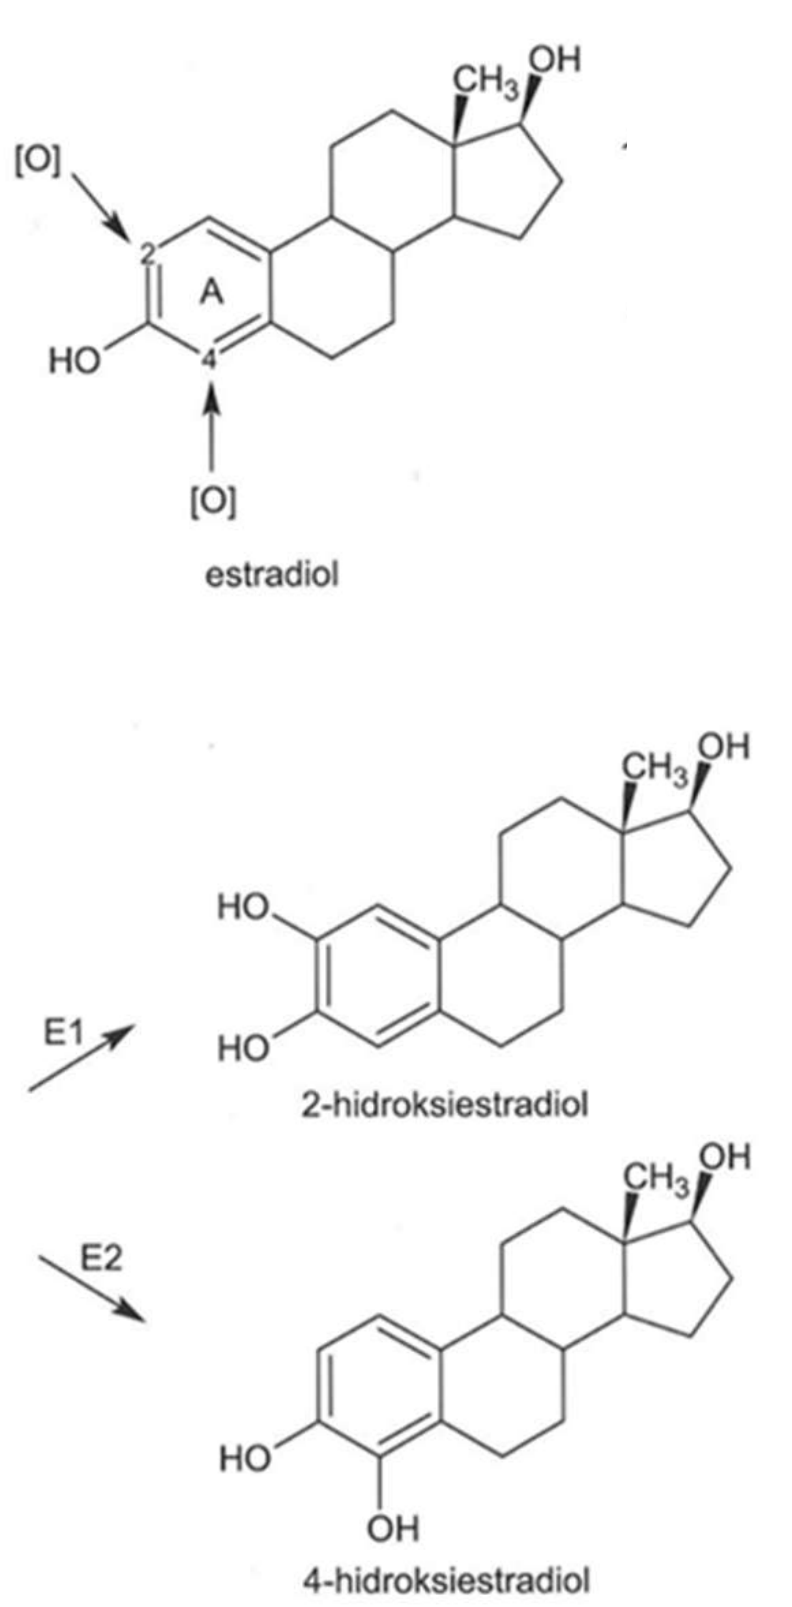 CH3 OH
[O]
2
A
HO
4
[O]
estradiol
CH3 OH
HO
E1
HO
2-hidroksiestradiol
CH3 OH
E2
HO
OH
4-hidroksiestradiol